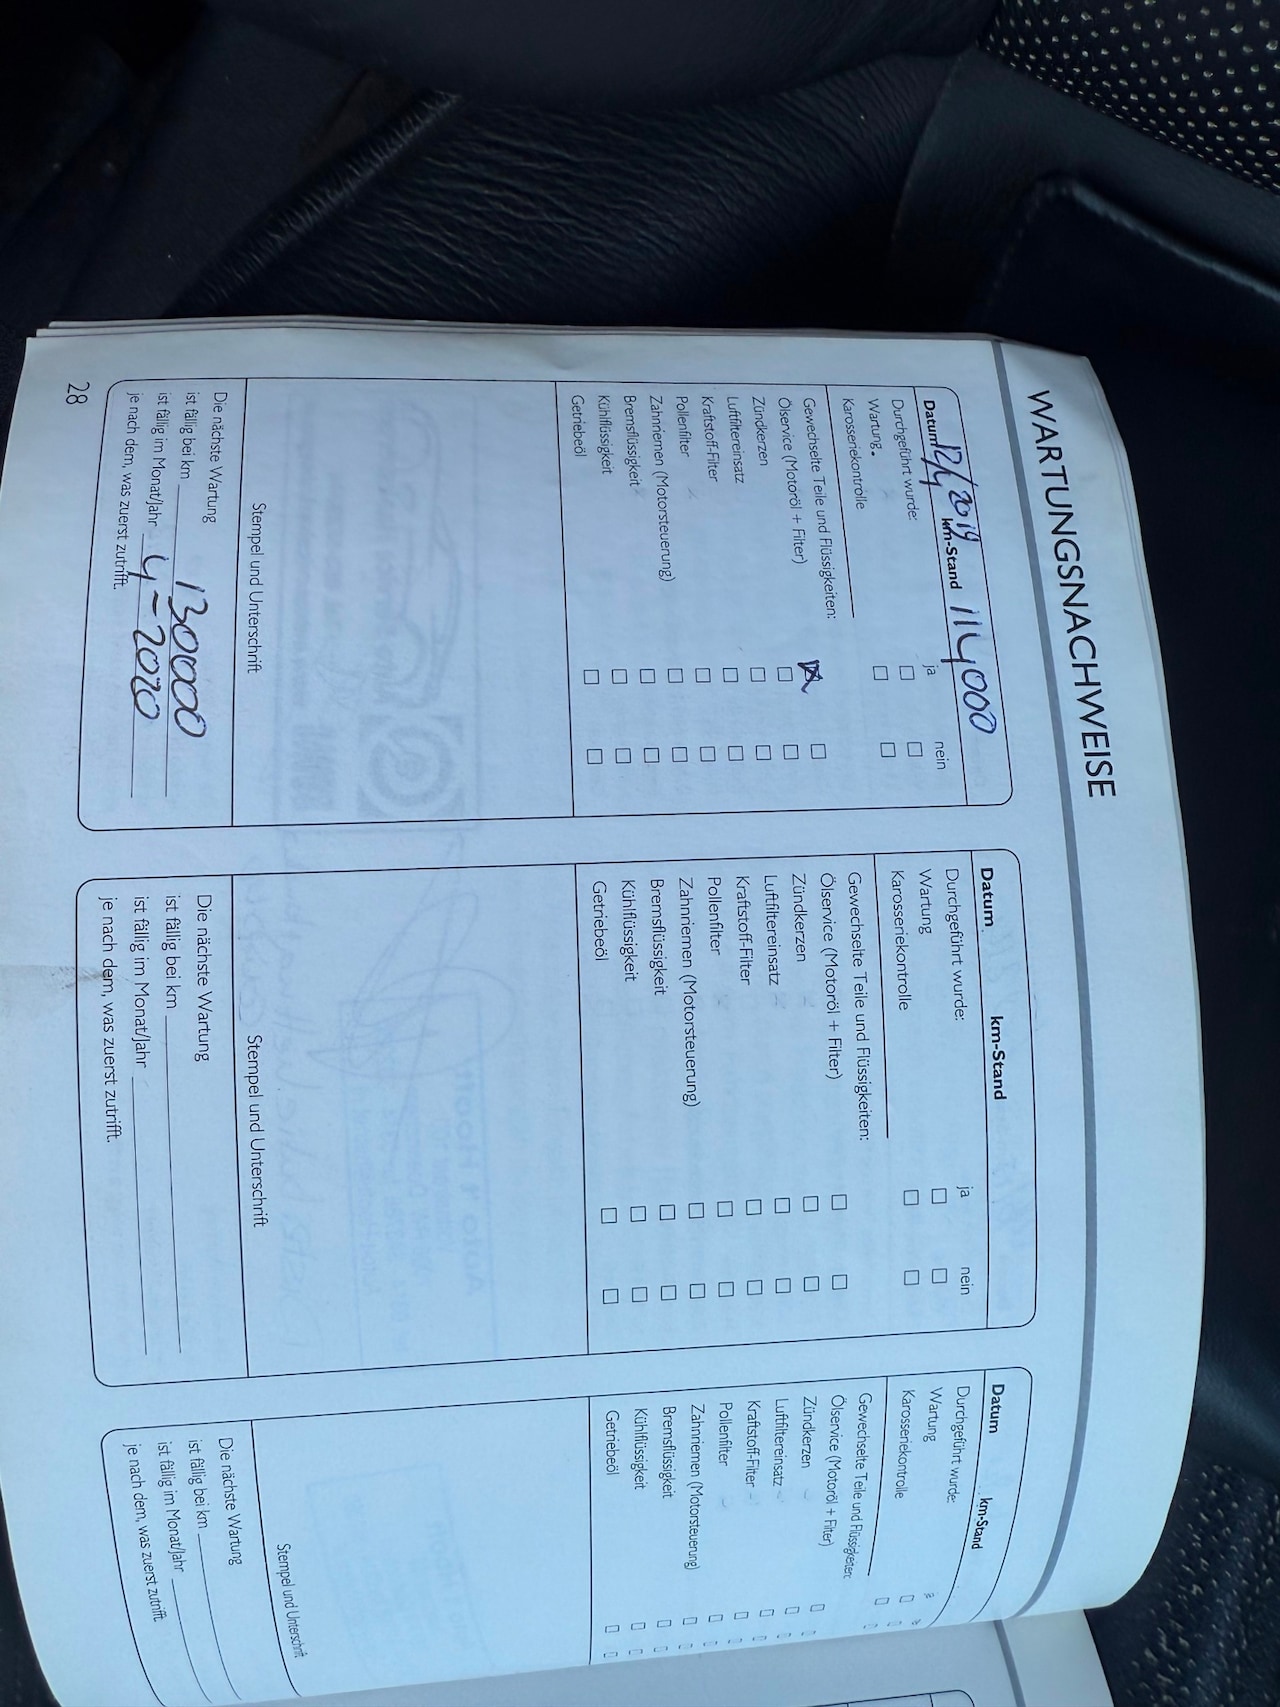 WARTUNGSNACHWEISE
Datum 12/4 2019 km-Stand 114000
Durchgeführt wurde: ja nein
Wartung
Karosseriekontrolle
Gewechselte Teile und Flüssigkeiten:
Ölservice (Motoröl + Filter)
Zündkerzen
Luftfiltereinsatz
Kraftstoff-Filter
Pollenfilter
Zahnriemen (Motorsteuerung)
Bremsflüssigkeit
Kühlflüssigkeit
Getriebeöl
Stempel und Unterschrift
Die nächste Wartung
ist fällig bei km 130000
ist fällig im Monat/Jahr 4-2020
je nach dem, was zuerst zutrifft.
Datum km-Stand
Durchgeführt wurde: ja nein
Wartung
Karosseriekontrolle
Gewechselte Teile und Flüssigkeiten:
Ölservice (Motoröl + Filter)
Zündkerzen
Luftfiltereinsatz
Kraftstoff-Filter
Pollenfilter
Zahnriemen (Motorsteuerung)
Bremsflüssigkeit
Kühlflüssigkeit
Getriebeöl
Stempel und Unterschrift
Die nächste Wartung
ist fällig bei km
ist fällig im Monat/Jahr
je nach dem, was zuerst zutrifft.
Datum km-Stand
Durchgeführt wurde:
Wartung
Karosseriekontrolle
Gewechselte Teile und Flüssigkeiten:
Ölservice (Motoröl + Filter)
Zündkerzen
Luftfiltereinsatz
Kraftstoff-Filter
Pollenfilter
Zahnriemen (Motorsteuerung)
Bremsflüssigkeit
Kühlflüssigkeit
Getriebeöl
Stempel und Unterschrift
Die nächste Wartung
ist fällig bei km
ist fällig im Monat/Jahr
je nach dem, was zuerst zutrifft.
28